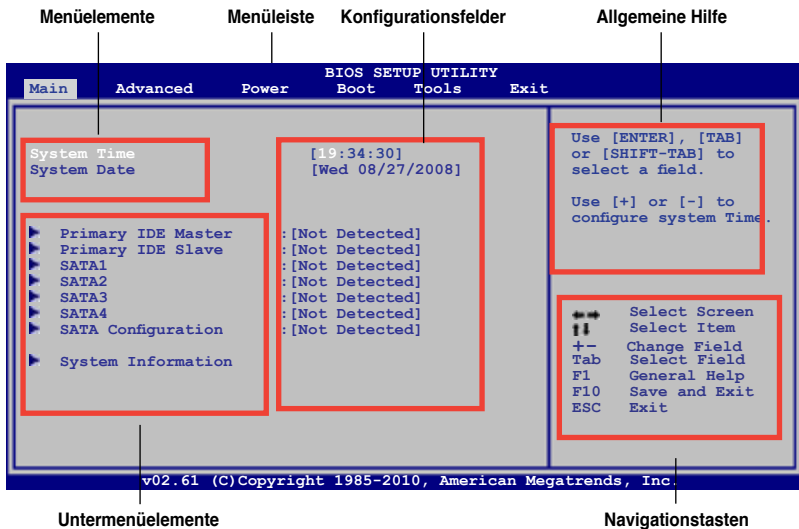 Menüelemente Menüleiste Konfigurationsfelder Allgemeine Hilfe
BIOS SETUP UTILITY
Main Advanced Power Boot Tools Exit
System Time [19:34:30]
System Date [Wed 08/27/2008]
Primary IDE Master :[Not Detected]
Primary IDE Slave :[Not Detected]
SATA1 :[Not Detected]
SATA2 :[Not Detected]
SATA3 :[Not Detected]
SATA4 :[Not Detected]
SATA Configuration :[Not Detected]
System Information
Use [ENTER], [TAB]
or [SHIFT-TAB] to
select a field.
Use [+] or [-] to
configure system Time.
←→ Select Screen
↑↓ Select Item
+- Change Field
Tab Select Field
F1 General Help
F10 Save and Exit
ESC Exit
v02.61 (C)Copyright 1985-2010, American Megatrends, Inc.
Untermenüelemente Navigationstasten